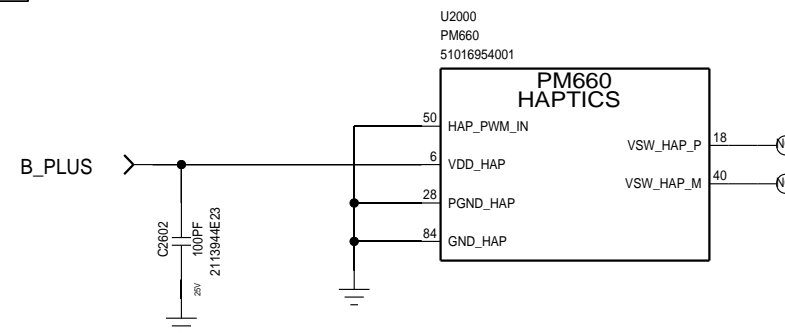 U2000
PM660
51016954001
PM660
HAPTICS
50
HAP_PWM_IN
VSW_HAP_P
18
B_PLUS
6
VDD_HAP
VSW_HAP_M
40
28
PGND_HAP
84
GND_HAP
C2602
100PF
2113944E23
25V